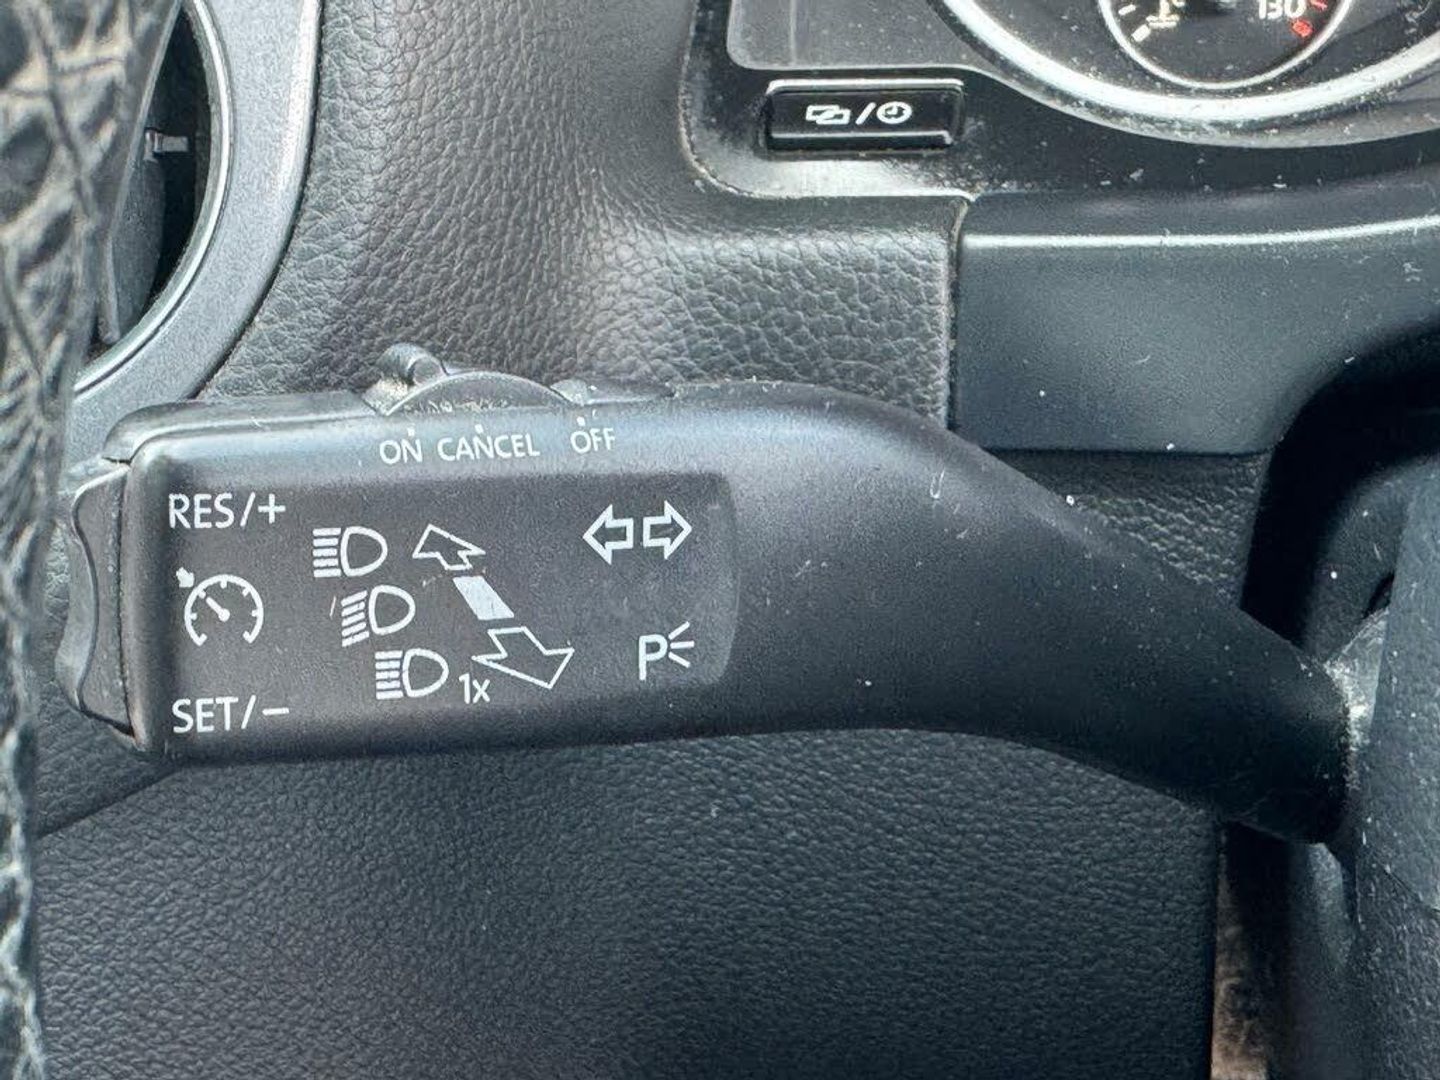 130
/
ON CANCEL OFF
RES/+
SET/-
1x
P